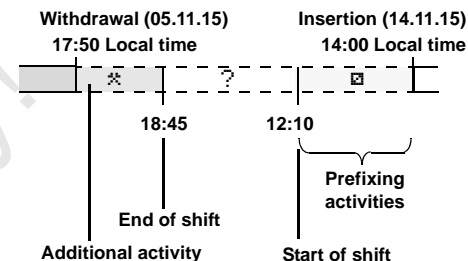 Withdrawal (05.11.15) Insertion (14.11.15)
17:50 Local time 14:00 Local time
?
18:45 12:10
Prefixing
activities
End of shift
Additional activity Start of shift